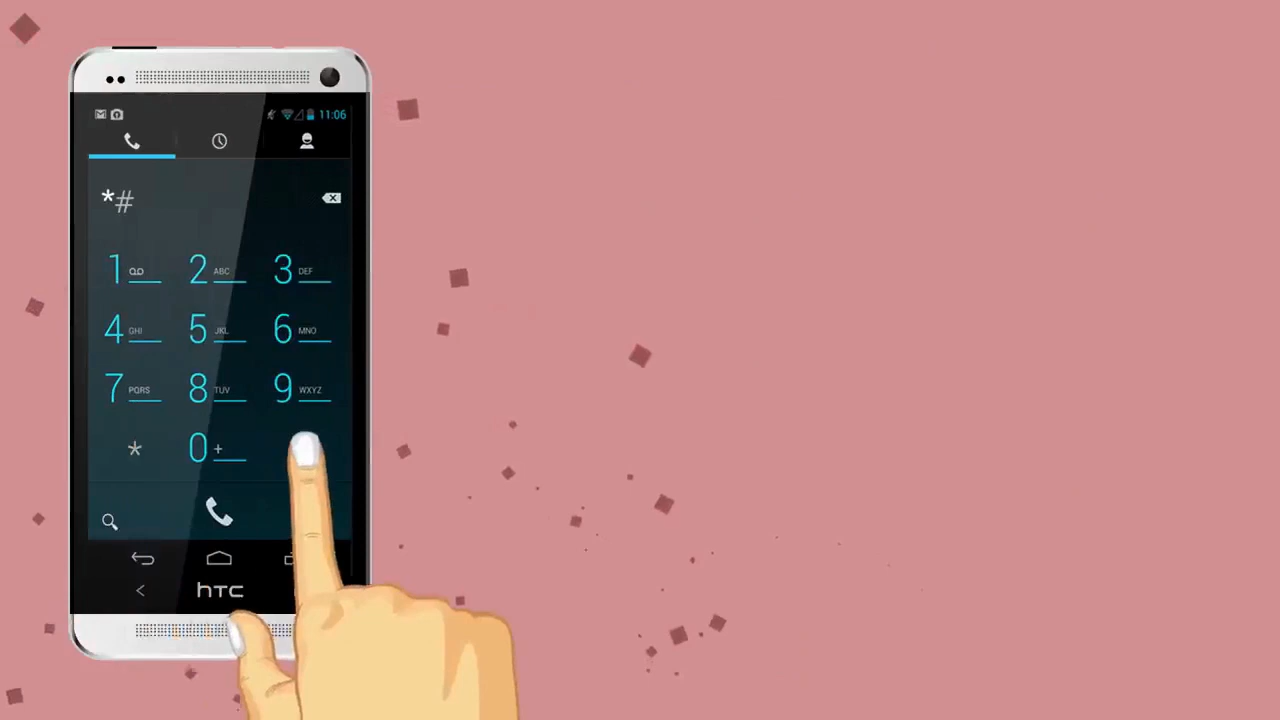 11:06
*#
1 2 ABC 3 DEF
4 GHI 5 JKL 6 MNO
7 PQRS 8 TUV 9 WXYZ
* 0 +
hTC